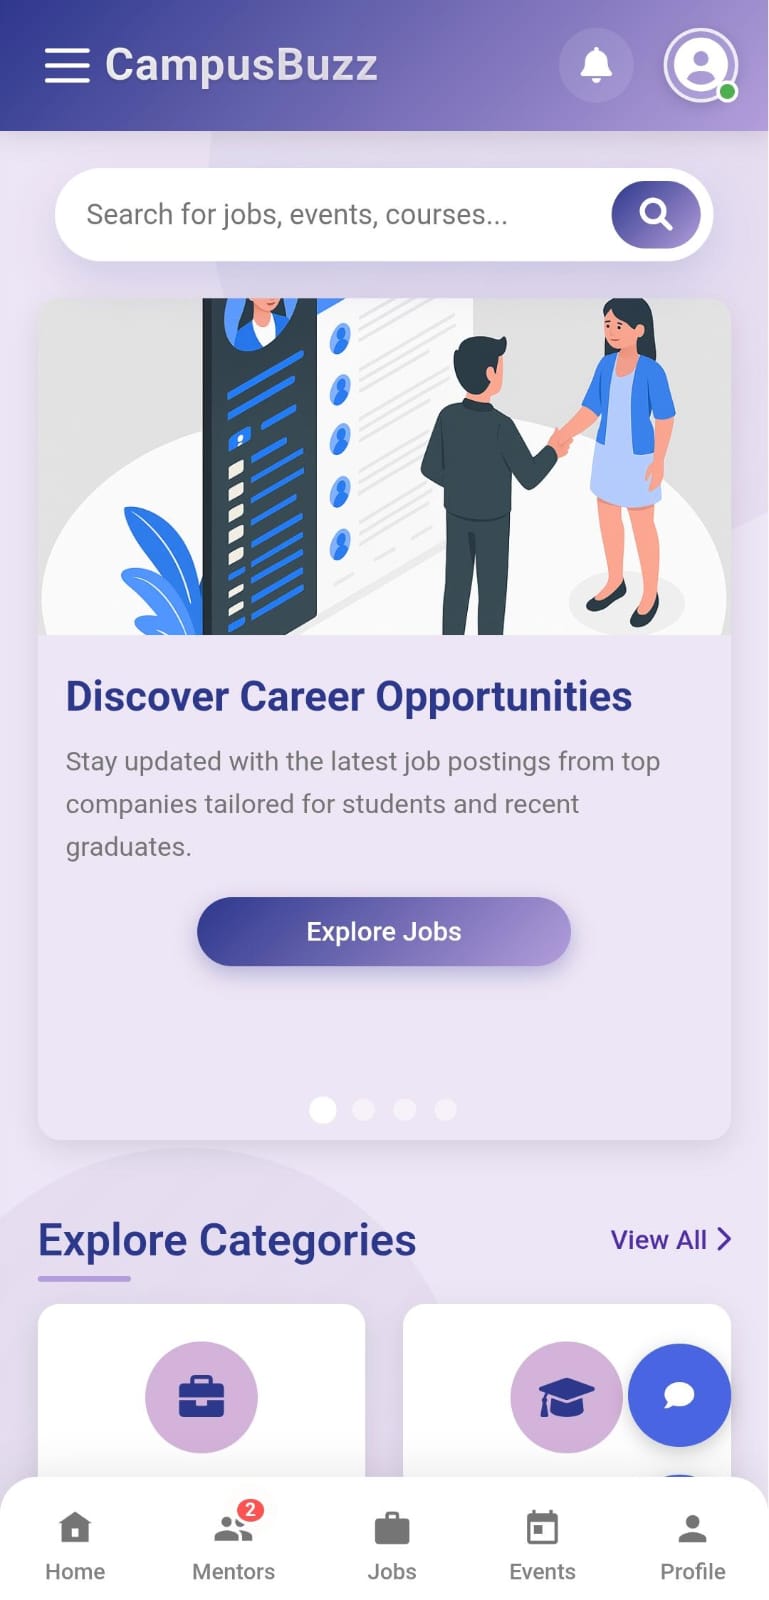 CampusBuzz
Search for jobs, events, courses...
Discover Career Opportunities
Stay updated with the latest job postings from top
companies tailored for students and recent
graduates.
Explore Jobs
Explore Categories
View All
2
Home
Mentors
Jobs
Events
Profile